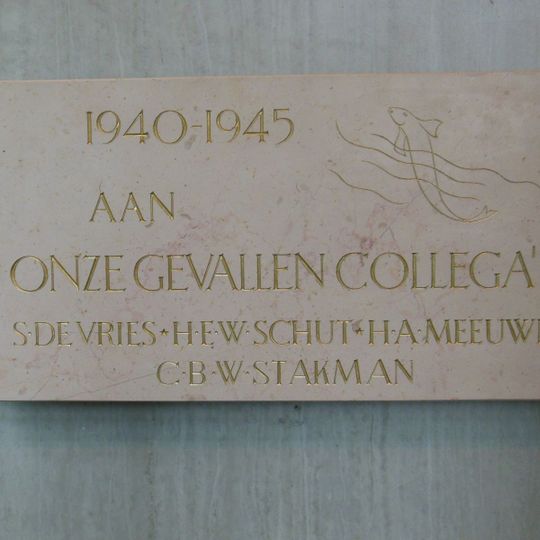 1940-1945
AAN
ONZE GEVALLEN COLLEGA'
S·DE VRIES★H·E·W·SCHUT★H·A·MEEUW
C·B·W·STAKMAN